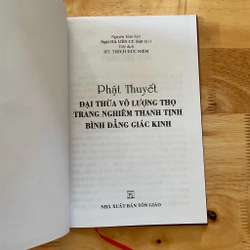 Nguyên Hán bản
Việt dịch
HT. THÍCH ĐỨC NIỆM
Phật Thuyết
ĐẠI THỪA VÔ LƯỢNG THỌ
TRANG NGHIÊM THANH TỊNH
BÌNH ĐẲNG GIÁC KINH
NHÀ XUẤT BẢN TÔN GIÁO